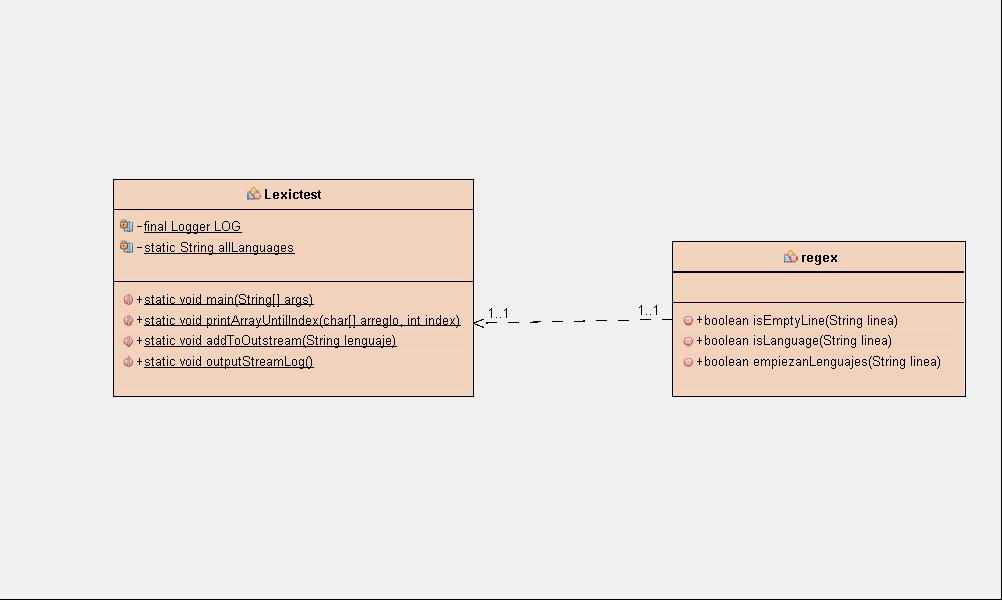 Lexictest
-final Logger LOG
-static String allLanguages
+static void main(String[] args)
+static void printArrayUntilIndex(char[] arreglo, int index)
+static void addToOutstream(String lenguaje)
+static void outputStreamLog()
1..1
1..1
regex
+boolean isEmptyLine(String linea)
+boolean isLanguage(String linea)
+boolean empiezanLenguajes(String linea)